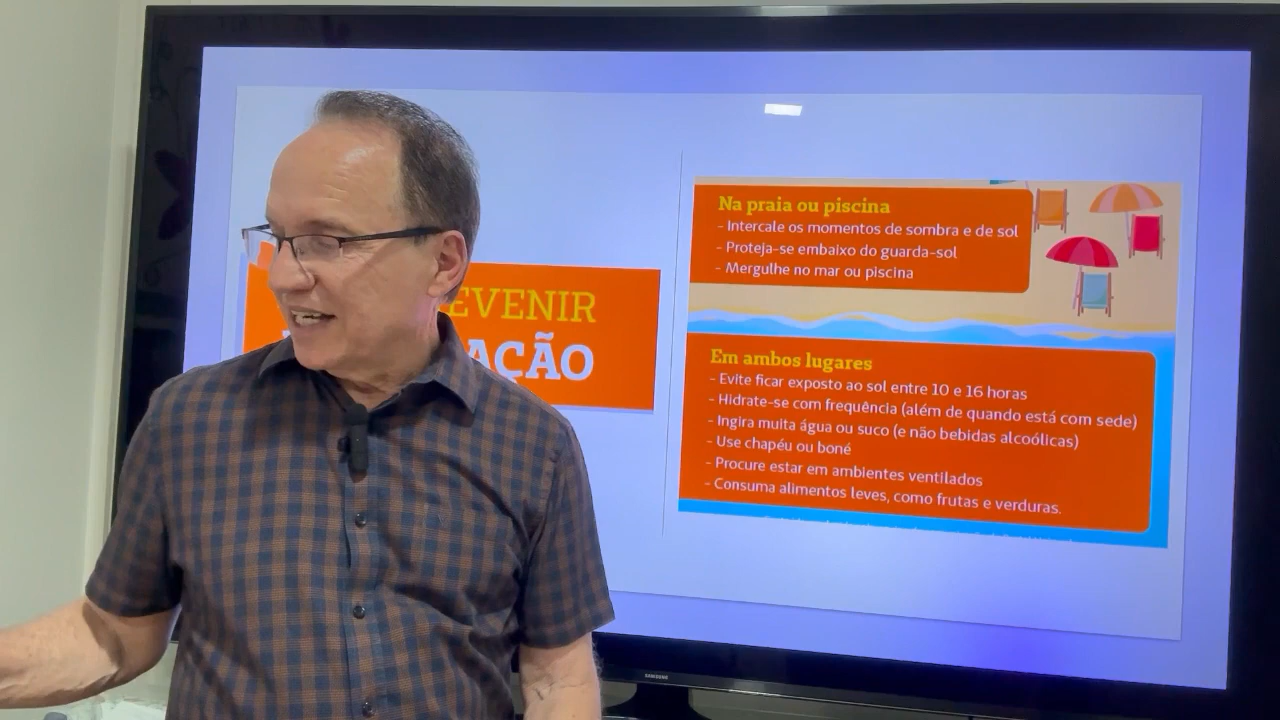 EVENIR
AÇÃO
Na praia ou piscina
- Intercale os momentos de sombra e de sol
- Proteja-se embaixo do guarda-sol
- Mergulhe no mar ou piscina
Em ambos lugares
- Evite ficar exposto ao sol entre 10 e 16 horas
- Hidrate-se com frequência (além de quando está com sede)
- Ingira muita água ou suco (e não bebidas alcoólicas)
- Use chapéu ou boné
- Procure estar em ambientes ventilados
- Consuma alimentos leves, como frutas e verduras.
SAMSUNG